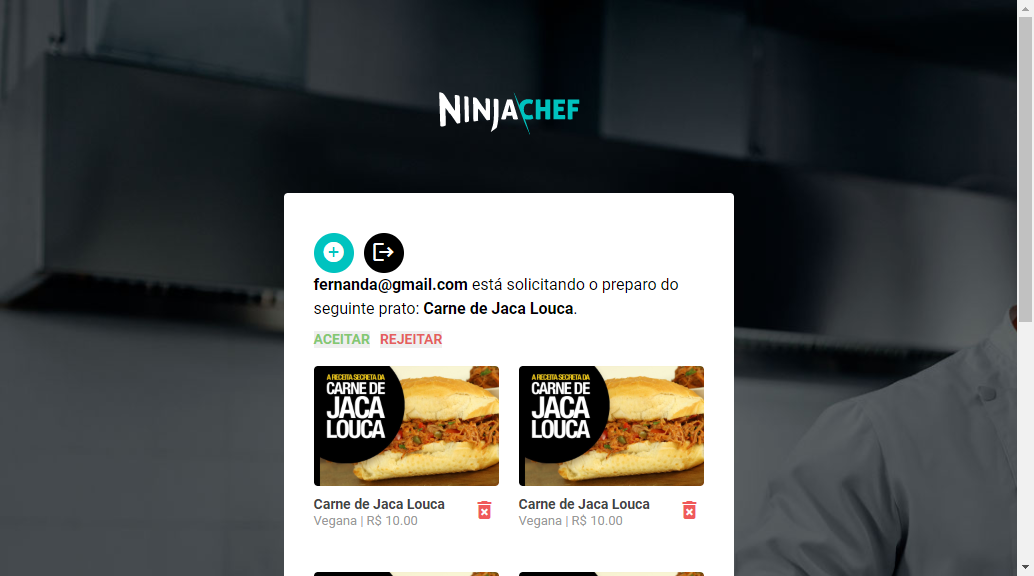 NINJACHEF
fernanda@gmail.com está solicitando o preparo do
seguinte prato: Carne de Jaca Louca.
ACEITAR REJEITAR
A RECEITA SECRETA DA
CARNE DE
JACA
LOUCA
A RECEITA SECRETA DA
CARNE DE
JACA
LOUCA
Carne de Jaca Louca
Vegana | R$ 10.00
Carne de Jaca Louca
Vegana | R$ 10.00